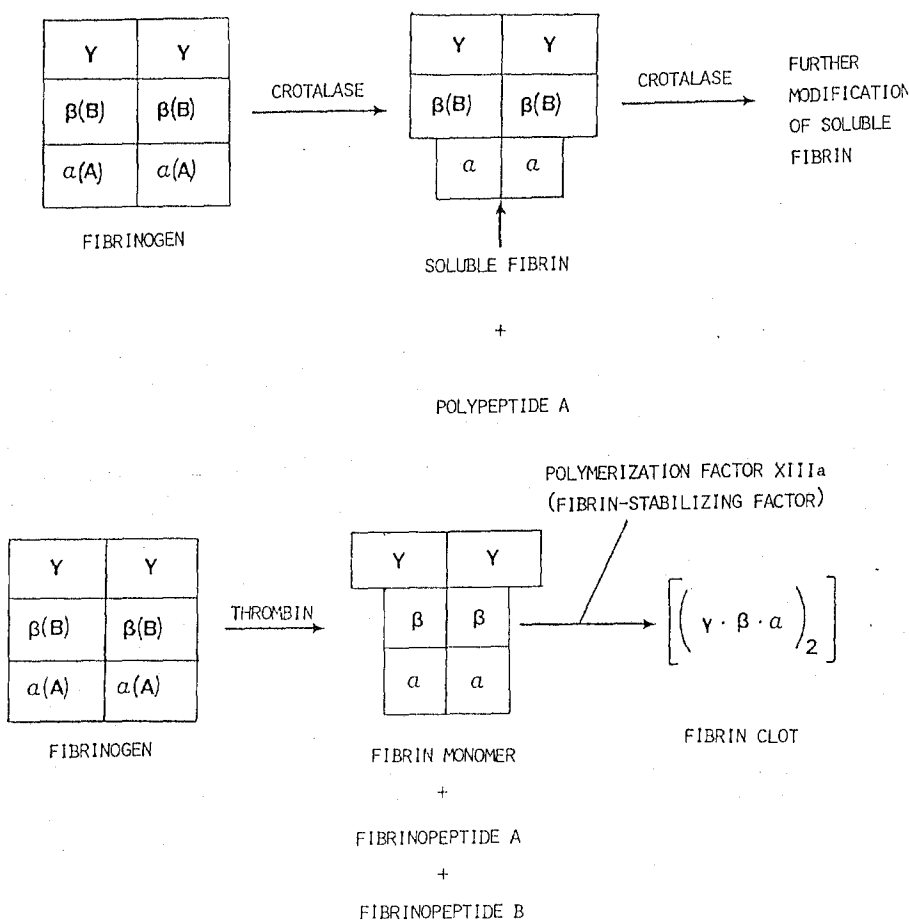 γ γ
β(B) β(B)
α(A) α(A)
FIBRINOGEN
CROTALASE
γ γ
β(B) β(B)
α α
SOLUBLE FIBRIN
+
POLYPEPTIDE A
CROTALASE
FURTHER
MODIFICATION
OF SOLUBLE
FIBRIN
γ γ
β(B) β(B)
α(A) α(A)
FIBRINOGEN
THROMBIN
γ γ
β β
α α
FIBRIN MONOMER
+
FIBRINOPEPTIDE A
+
FIBRINOPEPTIDE B
POLYMERIZATION FACTOR XIIIa
(FIBRIN-STABILIZING FACTOR)
[( γ · β · α )2]
FIBRIN CLOT